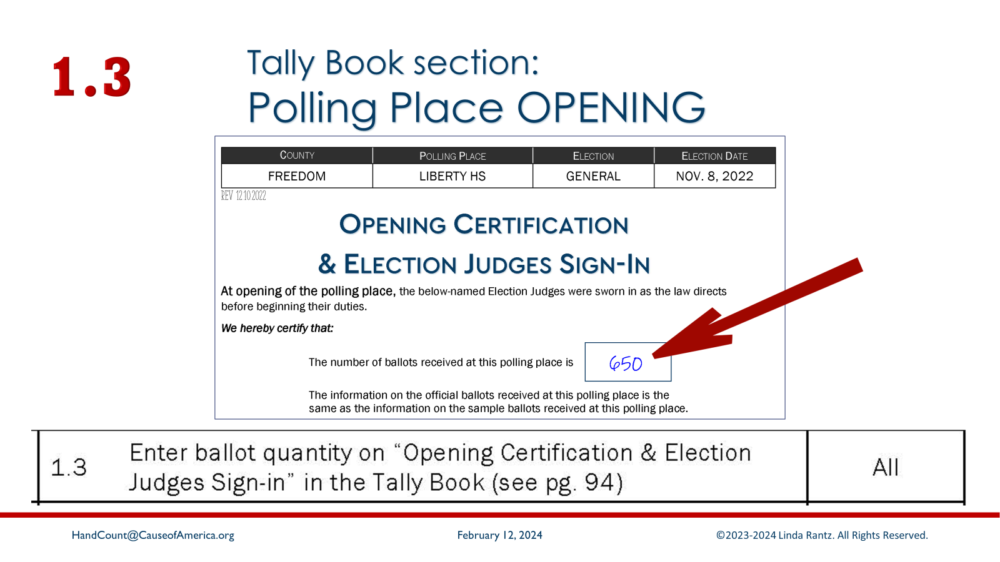 1.3
Tally Book section:
Polling Place OPENING
COUNTY POLLING PLACE ELECTION ELECTION DATE
FREEDOM LIBERTY HS GENERAL NOV. 8, 2022
REV 12102022
OPENING CERTIFICATION
& ELECTION JUDGES SIGN-IN
At opening of the polling place, the below-named Election Judges were sworn in as the law directs
before beginning their duties.
We hereby certify that:
The number of ballots received at this polling place is 650
The information on the official ballots received at this polling place is the
same as the information on the sample ballots received at this polling place.
1.3 Enter ballot quantity on “Opening Certification & Election All
Judges Sign-in” in the Tally Book (see pg. 94)
HandCount@CauseofAmerica.org February 12, 2024 ©2023-2024 Linda Rantz. All Rights Reserved.